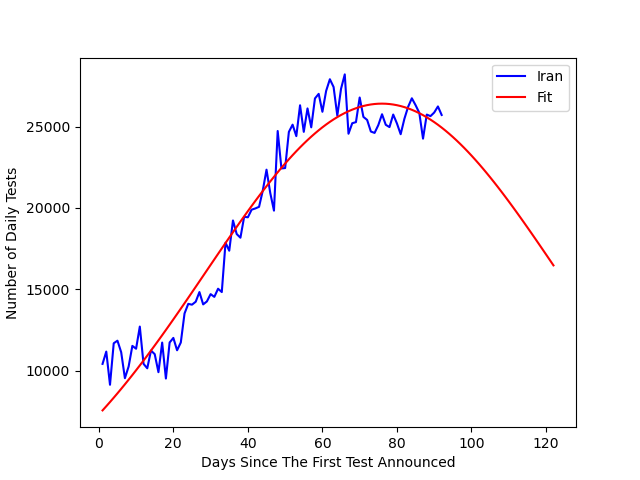 Iran
Fit
25000
20000
15000
10000
Number of Daily Tests
0 20 40 60 80 100 120
Days Since The First Test Announced